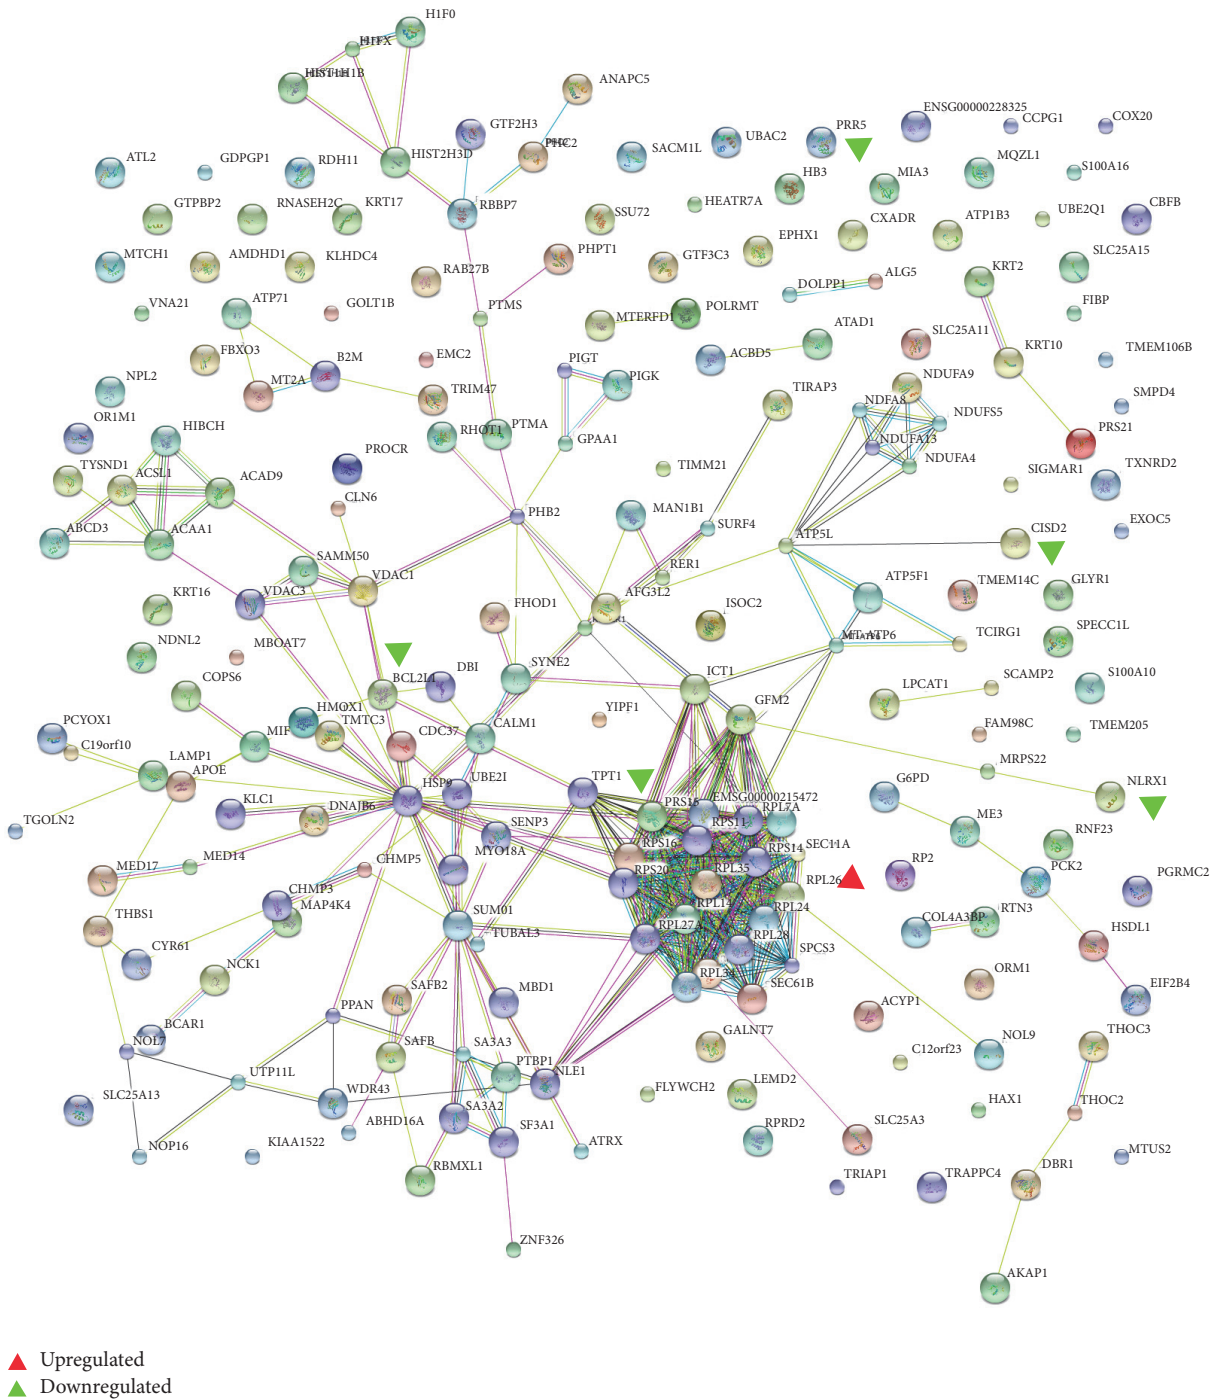 H1F0
HIST1H1B
ANAPC5
GTF2H3
PHC2
HIST2H3D
RBBP7
SACM1L
UBAC2
PRR5
ENSG00000228325
CCPG1
COX20
ATL2
GDPGP1
RDH11
HB3
MIA3
MQZL1
S100A16
GTPBP2
RNASEH2C
KRT17
SSU72
HEATR7A
CXADR
ATP1B3
UBE2Q1
CBFB
MTCH1
AMDHD1
KLHDC4
RAB27B
PHPT1
GTF3C3
EPHX1
SLC25A15
VNA21
ATP71
GOLT1B
PTMS
MTERFD1
POLRMT
DOLPP1
ALG5
KRT2
FIBP
FBXO3
B2M
EMC2
PIGT
PIGK
ACBD5
ATAD1
SLC25A11
KRT10
TMEM106B
NPL2
MT2A
TRIM47
TIRAP3
NDUFA9
NDFA8
NDUFS5
SMPD4
OR1M1
HIBCH
PROCR
RHOT1
PTMA
GPAA1
NDUFA13
NDUFA4
PRS21
TYSND1
ACSL1
ACAD9
CLN6
TIMM21
SIGMAR1
TXNRD2
ABCD3
ACAA1
PHB2
MAN1B1
SURF4
ATP5L
CISD2
EXOC5
SAMM50
VDAC1
VDAC3
RER1
AFG3L2
ATP5F1
TMEM14C
GLYR1
KRT16
FHOD1
ISOC2
MT-ATP6
TCIRG1
SPECC1L
NDNL2
MBOAT7
BCL2L1
DBI
SYNE2
ICT1
LPCAT1
SCAMP2
S100A10
COPS6
HMOX1
TMTC3
CALM1
YIPF1
GFM2
FAM98C
TMEM205
PCYOX1
C19orf10
MIF
CDC37
LAMP1
APOE
HSP9
UBE2I
TPT1
MRPS22
G6PD
NLRX1
KLC1
DNAJB6
SENP3
PRS15
EMSG00000215472
RPL7A
RPS11
TGOLN2
ME3
RNF23
MED17
MED14
CHMP5
MYO18A
RPS16
RPS14
SEC11A
RP2
PCK2
PGRMC2
CHMP3
MAP4K4
RPS20
RPL35
RPL26
RPL14
RPL24
THBS1
SUM01
TUBAL3
RPL27A
RPL28
COL4A3BP
RTN3
HSDL1
CYR61
NCK1
SPCS3
RPL34
SEC61B
ORM1
EIF2B4
SAFB2
MBD1
PPAN
BCAR1
NOL7
SAFB
SA3A3
PTBP1
NLE1
GALNT7
ACYP1
C12orf23
NOL9
THOC3
UTP11L
WDR43
FLYWCH2
LEMD2
HAX1
THOC2
SLC25A13
ABHD16A
SA3A2
SF3A1
RPRD2
SLC25A3
NOP16
KIAA1522
RBMXL1
ATRX
TRIAP1
TRAPPC4
DBR1
MTUS2
ZNF326
AKAP1
Upregulated
Downregulated